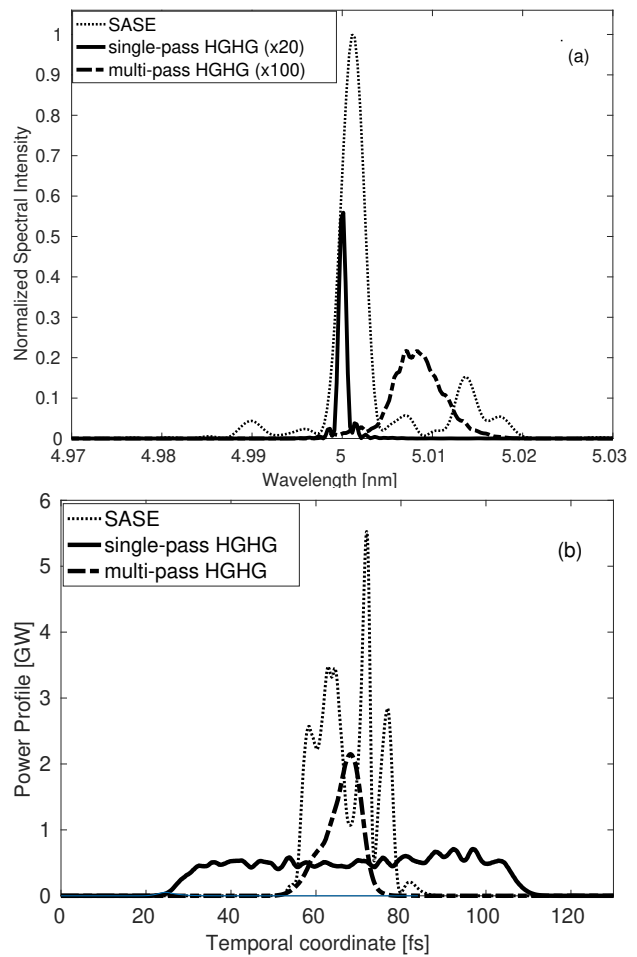 SASE
single-pass HGHG (x20)
multi-pass HGHG (x100)
(a)
1
0.9
0.8
0.7
0.6
0.5
0.4
0.3
0.2
0.1
0
Normalized Spectral Intensity
4.97 4.98 4.99 5 5.01 5.02 5.03
Wavelength [nm]
SASE
single-pass HGHG
multi-pass HGHG
(b)
6
5
4
3
2
1
0
Power Profile [GW]
0 20 40 60 80 100 120
Temporal coordinate [fs]